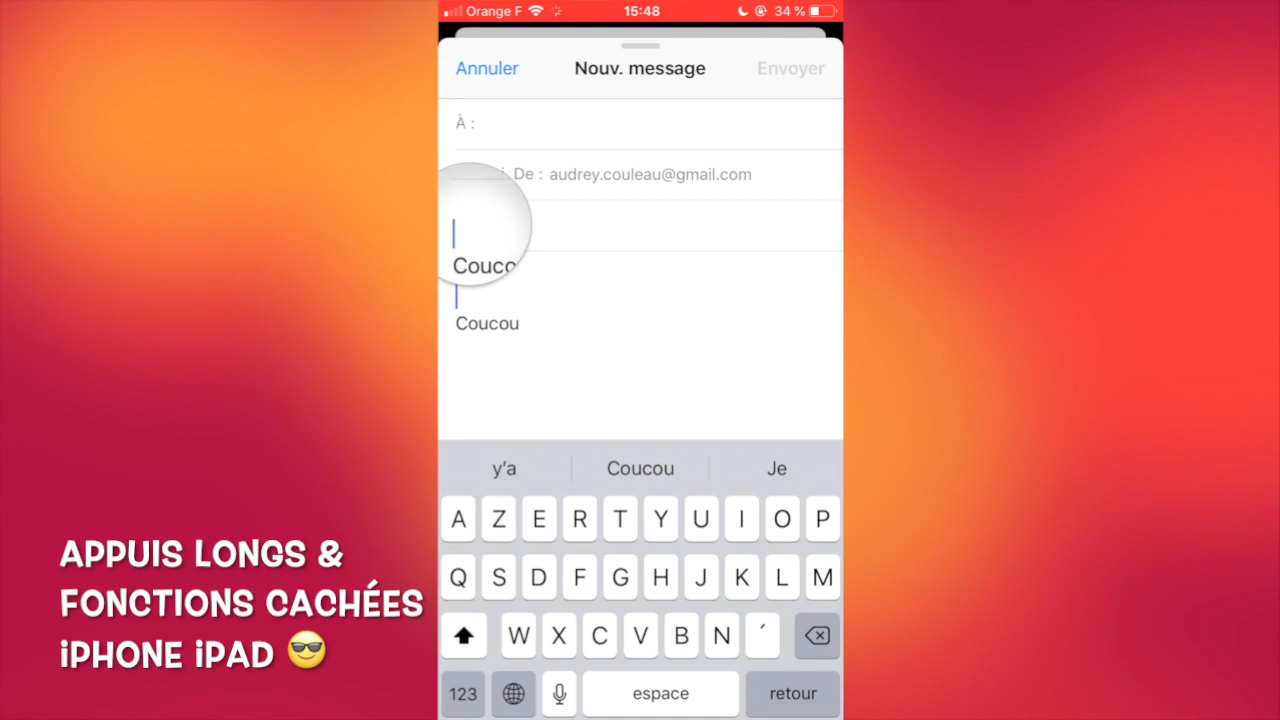 Orange F 15:48 34 %
Annuler Nouv. message Envoyer
À :
De : audrey.couleau@gmail.com
Couco
Coucou
y’a Coucou Je
A Z E R T Y U I O P
Q S D F G H J K L M
W X C V B N ´
123 espace retour
APPUIS LONGS &
FONCTIONS CACHÉES
iPHONE iPAD 😎